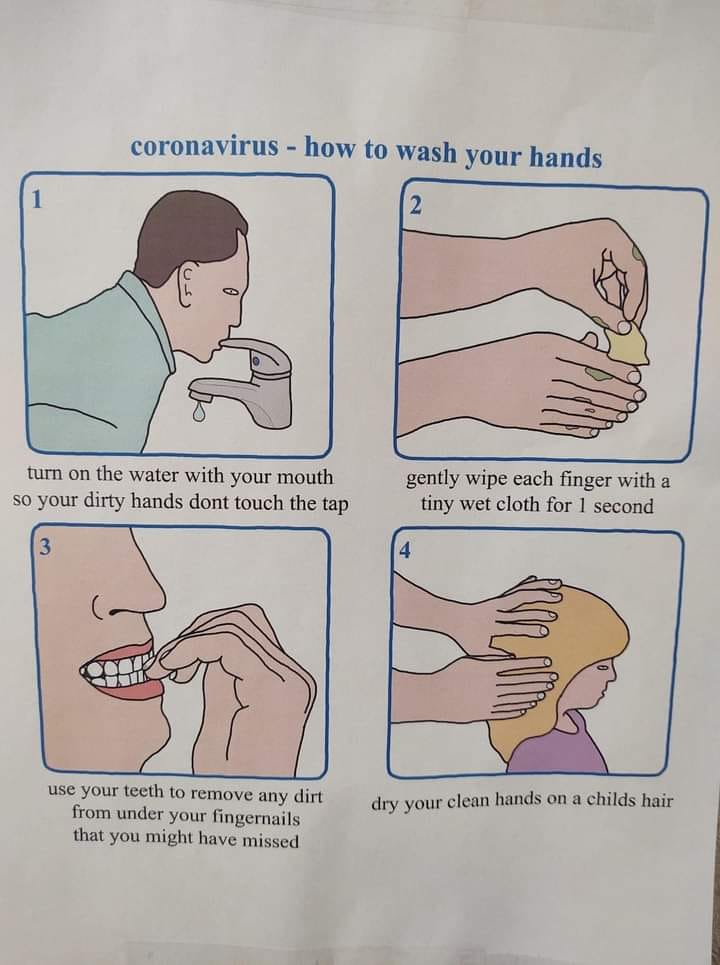 coronavirus - how to wash your hands
1
turn on the water with your mouth
so your dirty hands dont touch the tap
2
gently wipe each finger with a
tiny wet cloth for 1 second
3
use your teeth to remove any dirt
from under your fingernails
that you might have missed
4
dry your clean hands on a childs hair